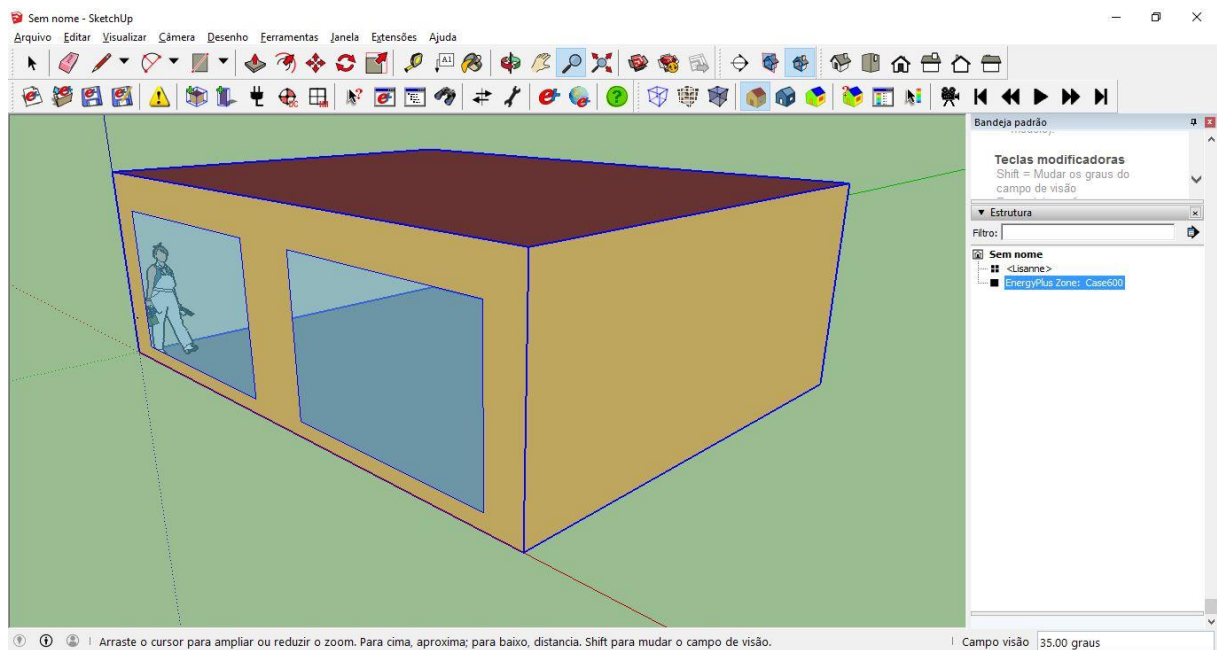 Sem nome - SketchUp
Arquivo Editar Visualizar Câmera Desenho Ferramentas Janela Extensões Ajuda
A1
Bandeja padrão
Teclas modificadoras
Shift = Mudar os graus do
campo de visão
Estrutura
Filtro:
Sem nome
<Lisanne>
EnergyPlus Zone: Case600
Arraste o cursor para ampliar ou reduzir o zoom. Para cima, aproxima; para baixo, distancia. Shift para mudar o campo de visão.
Campo visão 35.00 graus